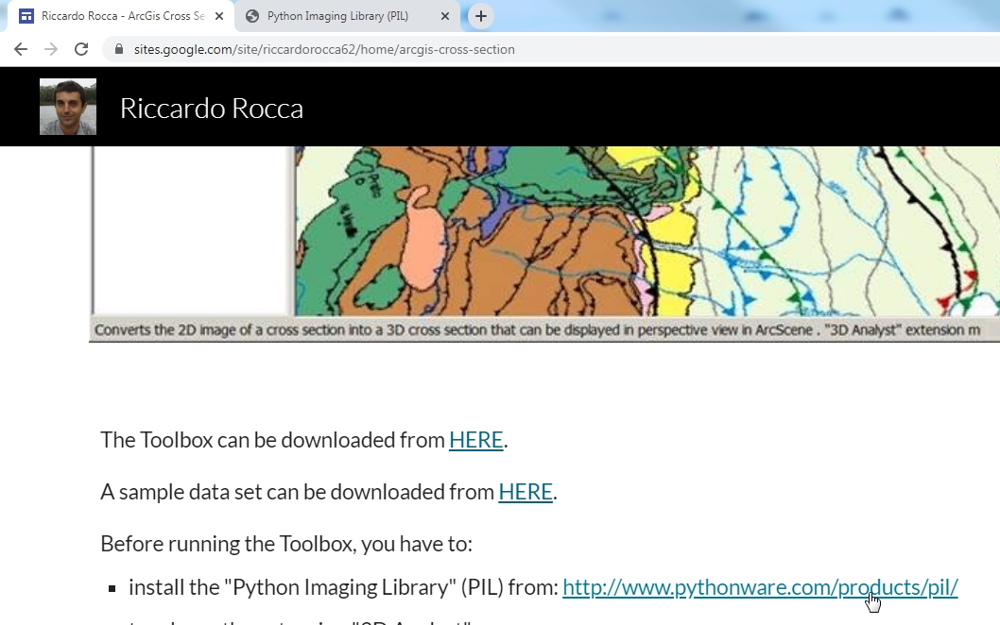 Riccardo Rocca - ArcGis Cross Se
Python Imaging Library (PIL)
sites.google.com/site/riccardorocca62/home/arcgis-cross-section
Riccardo Rocca
Converts the 2D image of a cross section into a 3D cross section that can be displayed in perspective view in ArcScene . "3D Analyst" extension m
The Toolbox can be downloaded from HERE.
A sample data set can be downloaded from HERE.
Before running the Toolbox, you have to:
▪ install the "Python Imaging Library" (PIL) from: http://www.pythonware.com/products/pil/